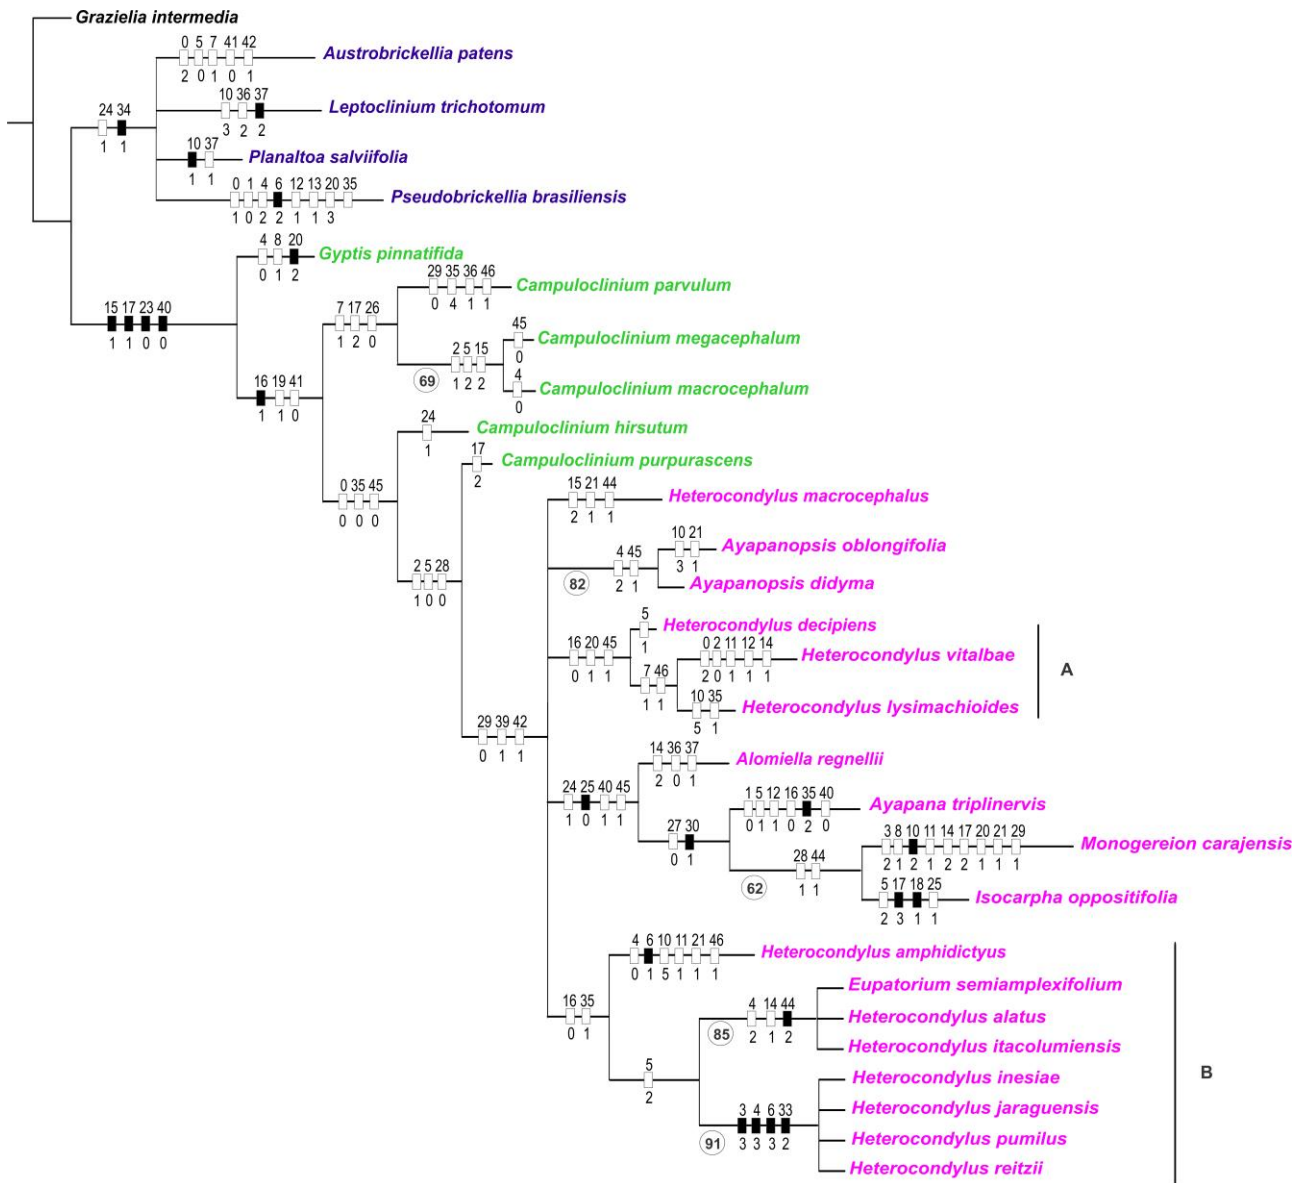 Grazielia intermedia
0 5 7 41 42
Austrobrickellia patens
2 0 1 0 1
10 36 37
Leptoclinium trichotomum
3 2 2
24 34
1 1
10 37
Planaltoa salviifolia
1 1
0 1 4 6 12 13 20 35
Pseudobrickellia brasiliensis
1 0 2 2 1 1 3
4 8 20
Gyptis pinnatifida
0 1 2
29 35 36 46
Campuloclinium parvulum
0 4 1 1
15 17 23 40
1 1 0 0
7 17 26
1 2 0
45
Campuloclinium megacephalum
0
2 5 15
69
1 2 2
4
Campuloclinium macrocephalum
0
16 19 41
1 1 0
24
Campuloclinium hirsutum
1
17
Campuloclinium purpurascens
2
0 35 45
0 0 0
15 21 44
Heterocondylus macrocephalus
2 1 1
10 21
Ayapanopsis oblongifolia
3 1
4 45
82
2 1
Ayapanopsis didyma
2 5 28
1 0 0
5
Heterocondylus decipiens
1
16 20 45
0 1 1
0 2 11 12 14
Heterocondylus vitalbae
2 0 1 1 1
A
7 46
1 1
10 35
Heterocondylus lysimachioides
5 1
29 39 42
0 1 1
14 36 37
Alomiella regnellii
2 0 1
24 25 40 45
1 0 1 1
1 5 12 16 35 40
Ayapana triplinervis
0 1 1 0 2 0
27 30
0 1
3 8 10 11 14 17 20 21 29
Monogereion carajensis
2 1 2 1 2 2 1 1 1
28 44
62
1 1
5 17 18 25
Isocarpha oppositifolia
2 3 1 1
4 6 10 11 21 46
Heterocondylus amphidictyus
0 1 5 1 1 1
16 35
0 1
Eupatorium semiamplexifolium
4 14 44
Heterocondylus alatus
85
2 1 2
Heterocondylus itacolumiensis
5
2
B
Heterocondylus inesiae
Heterocondylus jaraguensis
3 4 6 33
91
3 3 3 2
Heterocondylus pumilus
Heterocondylus reitzii